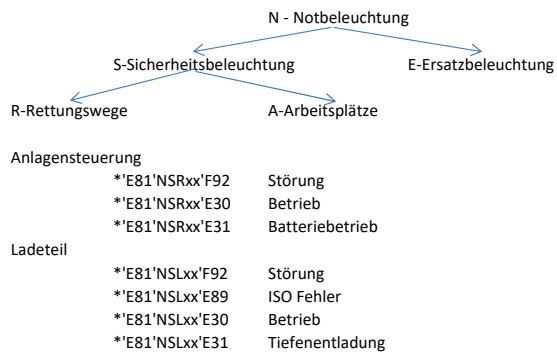 N - Notbeleuchtung
S-Sicherheitsbeleuchtung E-Ersatzbeleuchtung
R-Rettungswege A-Arbeitsplätze
Anlagensteuerung
*'E81'NSRxx'F92 Störung
*'E81'NSRxx'E30 Betrieb
*'E81'NSRxx'E31 Batteriebetrieb
Ladeteil
*'E81'NSLxx'F92 Störung
*'E81'NSLxx'E89 ISO Fehler
*'E81'NSLxx'E30 Betrieb
*'E81'NSLxx'E31 Tiefenentladung